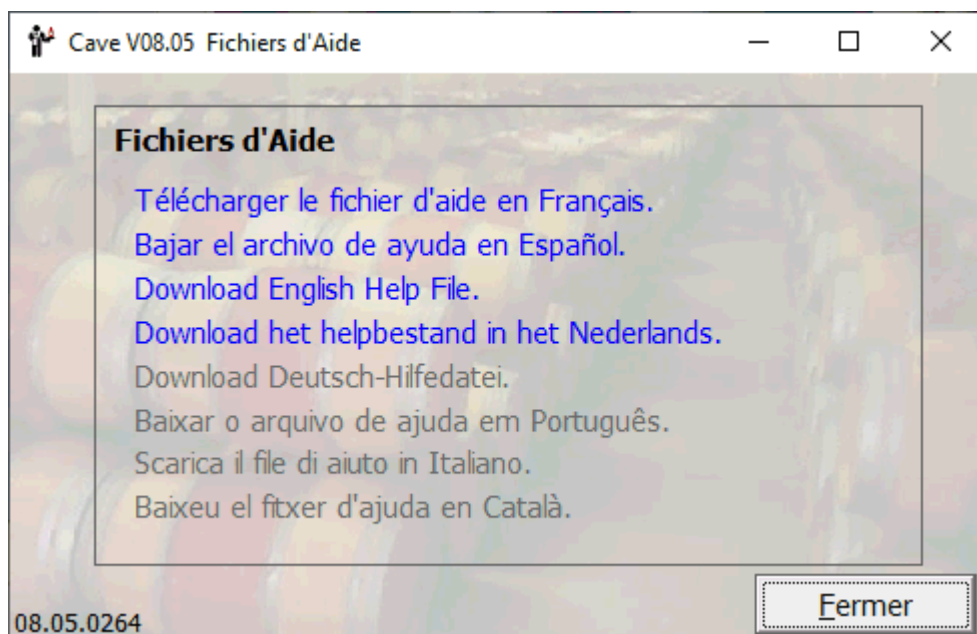 Cave V08.05 Fichiers d'Aide
Fichiers d'Aide
Télécharger le fichier d'aide en Français.
Bajar el archivo de ayuda en Español.
Download English Help File.
Download het helpbestand in het Nederlands.
Download Deutsch-Hilfedatei.
Baixar o arquivo de ajuda em Português.
Scarica il file di aiuto in Italiano.
Baixeu el fitxer d'ajuda en Català.
08.05.0264
Fermer